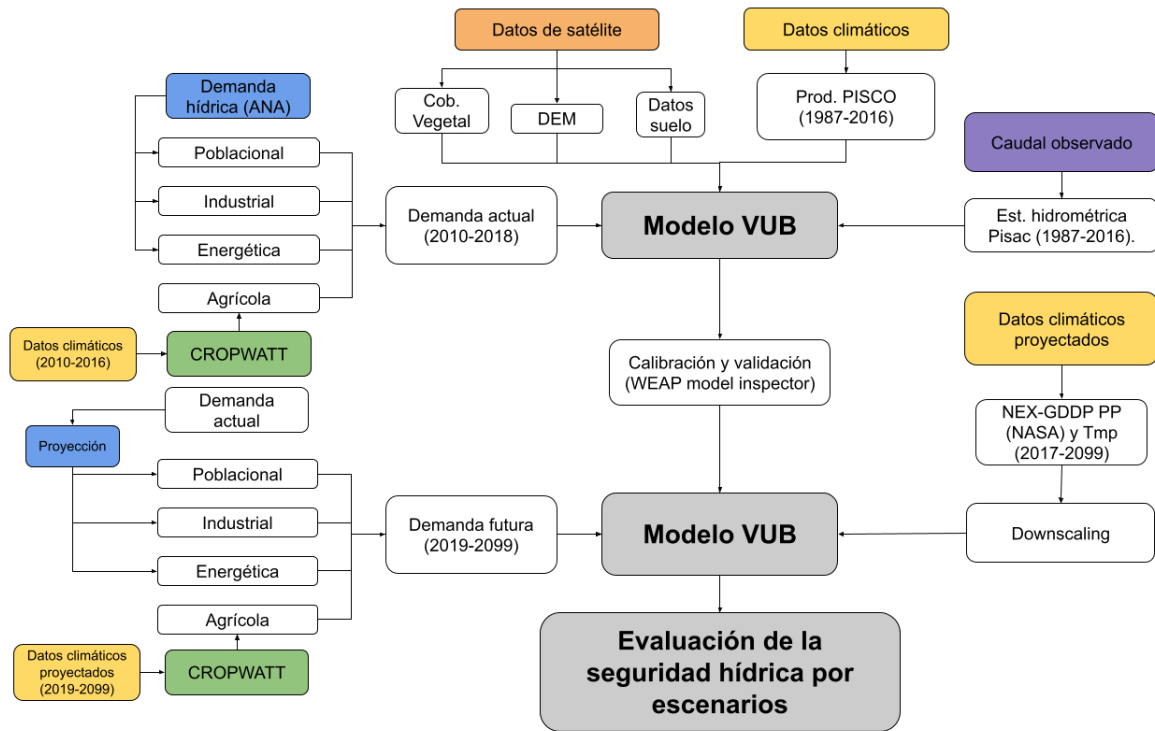 Datos de satélite
Datos climáticos
Demanda
hídrica (ANA)
Cob.
Vegetal
DEM
Datos
suelo
Prod. PISCO
(1987-2016)
Caudal observado
Poblacional
Industrial
Energética
Agrícola
Demanda actual
(2010-2018)
Modelo VUB
Est. hidrométrica
Pisac (1987-2016).
Datos climáticos
(2010-2016)
CROPWATT
Calibración y validación
(WEAP model inspector)
Datos climáticos
proyectados
Demanda
actual
Proyección
NEX-GDDP PP
(NASA) y Tmp
(2017-2099)
Poblacional
Industrial
Energética
Agrícola
Demanda futura
(2019-2099)
Modelo VUB
Downscaling
Datos climáticos
proyectados
(2019-2099)
CROPWATT
Evaluación de la
seguridad hídrica por
escenarios